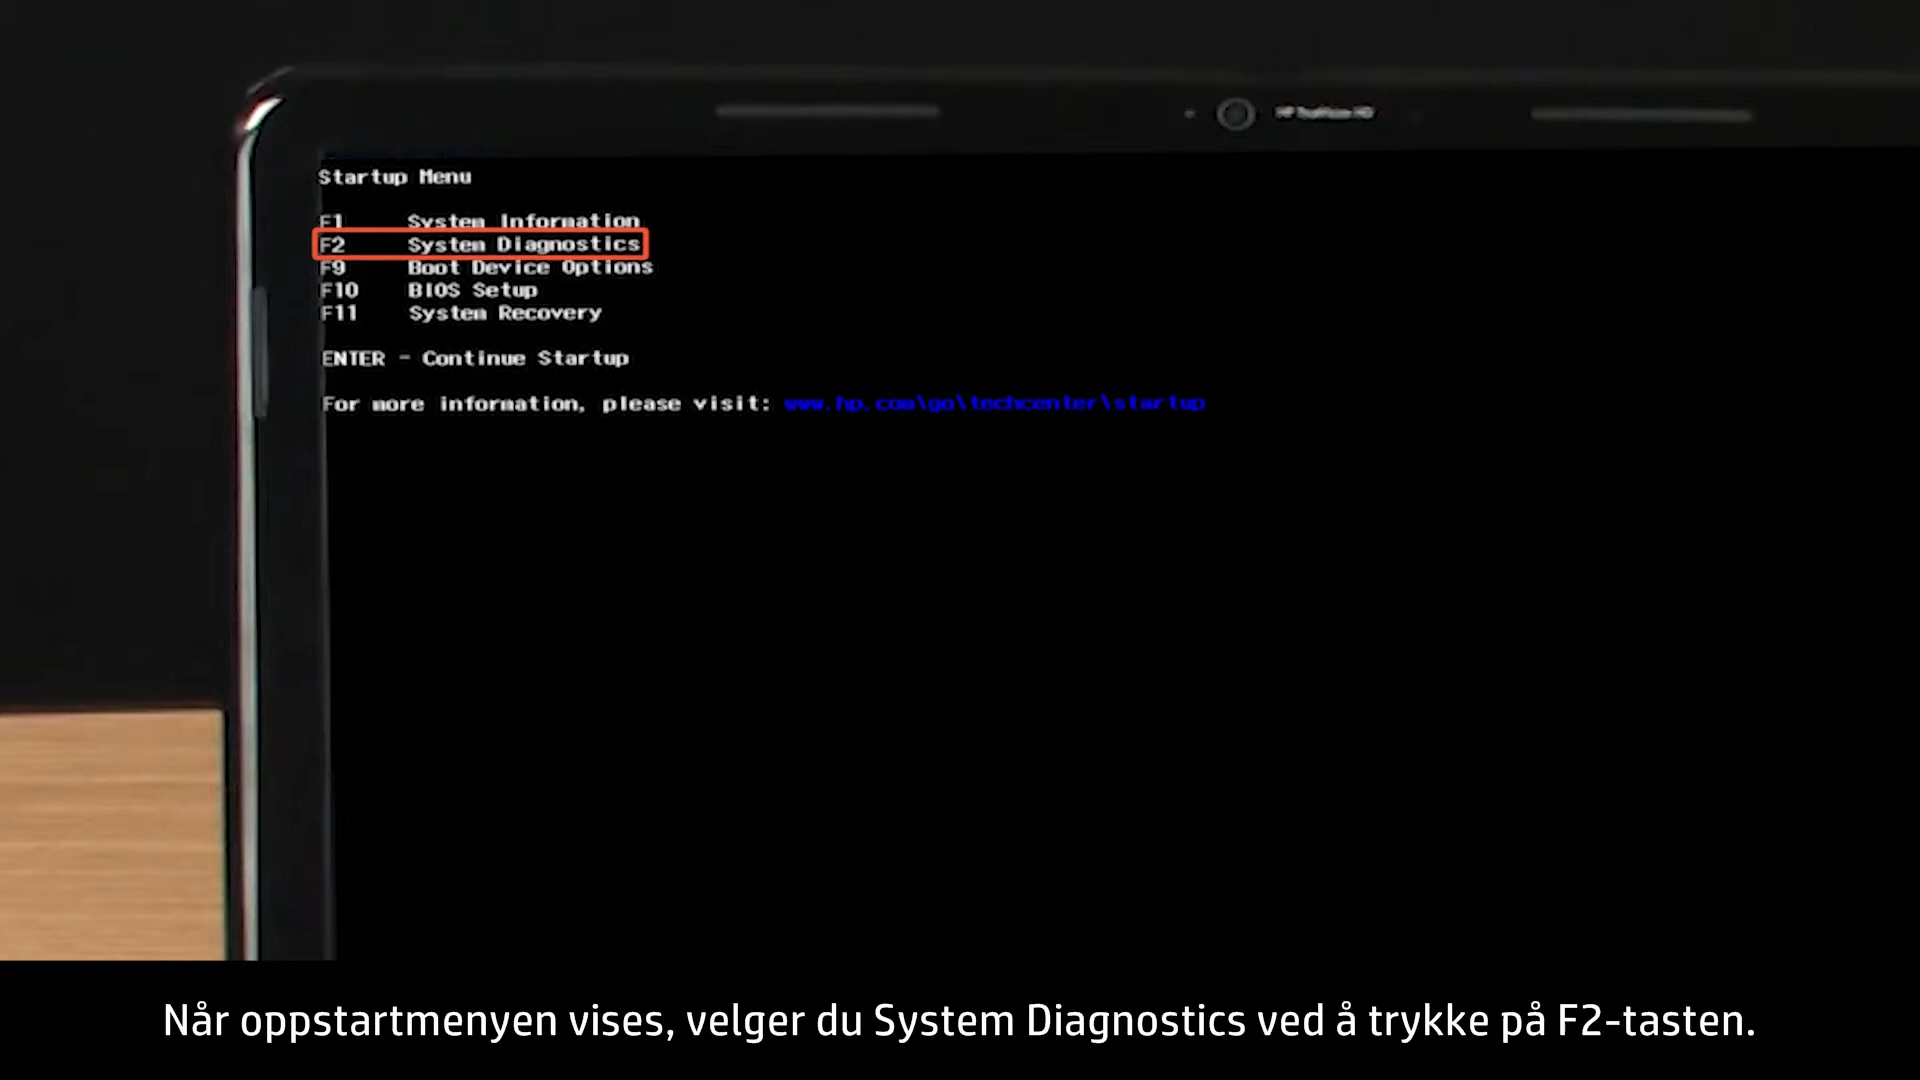 Startup Menu
F1 System Information
F2 System Diagnostics
F9 Boot Device Options
F10 BIOS Setup
F11 System Recovery
ENTER - Continue Startup
For more information, please visit: www.hp.com\go\techcenter\startup
Når oppstartmenyen vises, velger du System Diagnostics ved å trykke på F2-tasten.